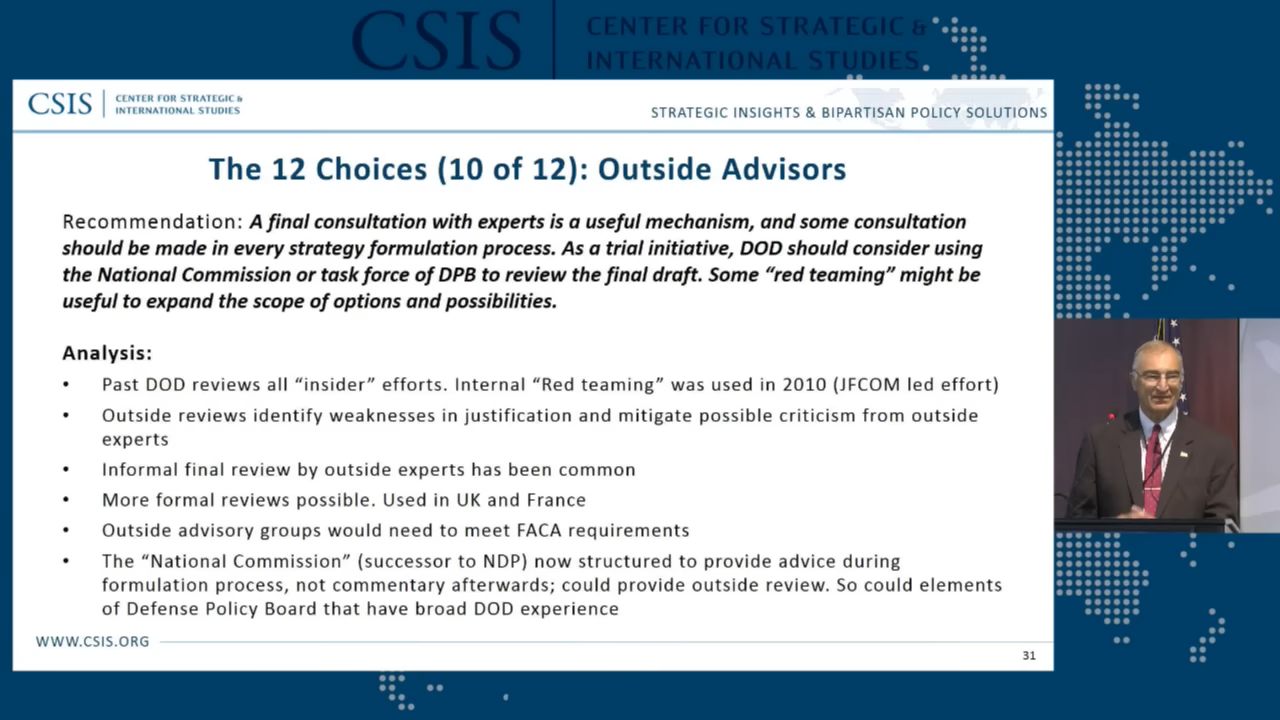 CSIS
CENTER FOR STRATEGIC &
INTERNATIONAL STUDIES
CSIS
CENTER FOR STRATEGIC &
INTERNATIONAL STUDIES
STRATEGIC INSIGHTS & BIPARTISAN POLICY SOLUTIONS
The 12 Choices (10 of 12): Outside Advisors
Recommendation: A final consultation with experts is a useful mechanism, and some consultation
should be made in every strategy formulation process. As a trial initiative, DOD should consider using
the National Commission or task force of DPB to review the final draft. Some “red teaming” might be
useful to expand the scope of options and possibilities.
Analysis:
• Past DOD reviews all “insider” efforts. Internal “Red teaming” was used in 2010 (JFCOM led effort)
• Outside reviews identify weaknesses in justification and mitigate possible criticism from outside
experts
• Informal final review by outside experts has been common
• More formal reviews possible. Used in UK and France
• Outside advisory groups would need to meet FACA requirements
• The “National Commission” (successor to NDP) now structured to provide advice during
formulation process, not commentary afterwards; could provide outside review. So could elements
of Defense Policy Board that have broad DOD experience
WWW.CSIS.ORG
31